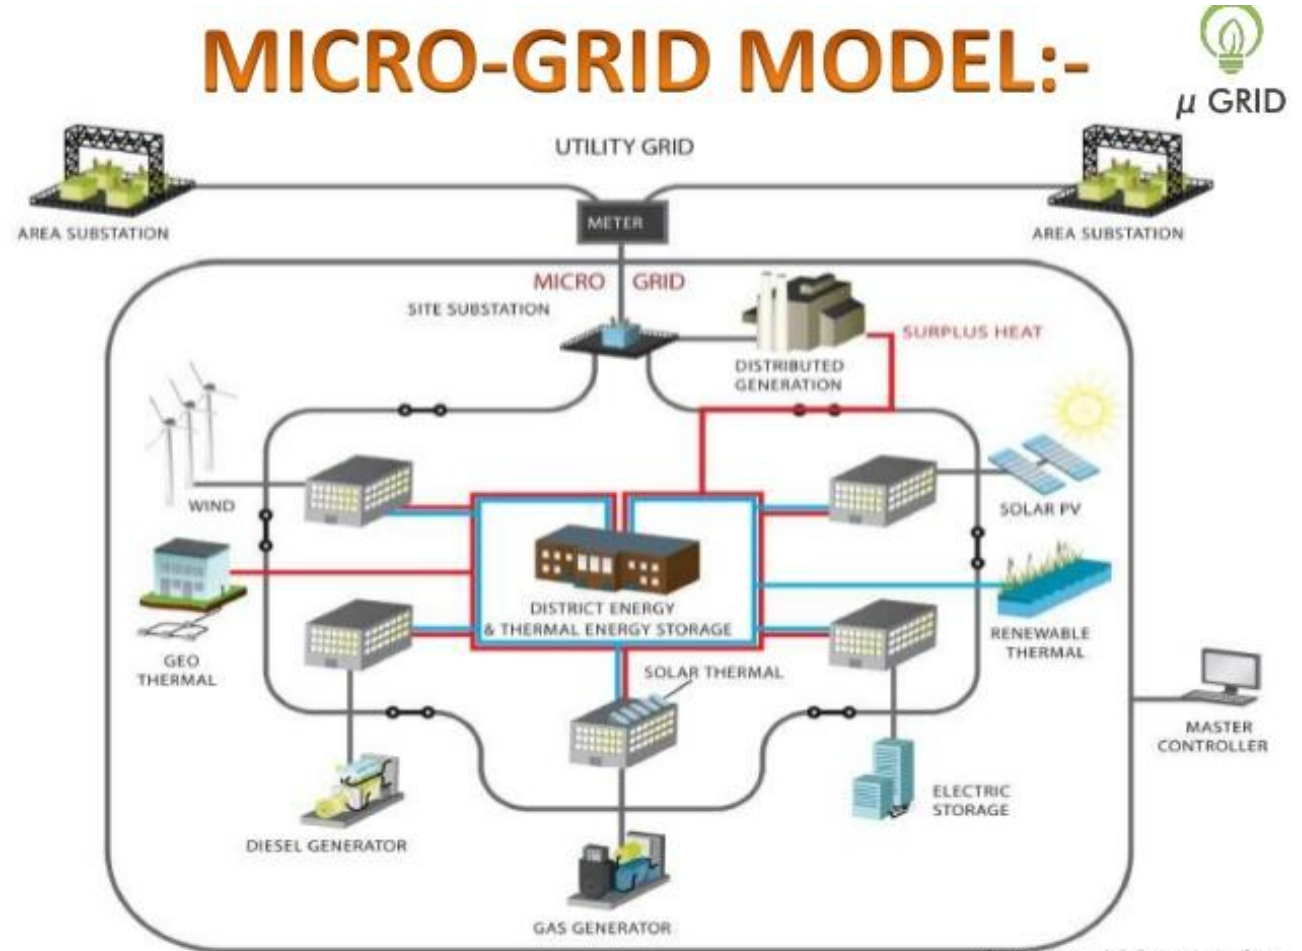 MICRO-GRID MODEL:-
μ GRID
UTILITY GRID
METER
AREA SUBSTATION
AREA SUBSTATION
MICRO GRID
SITE SUBSTATION
SURPLUS HEAT
DISTRIBUTED
GENERATION
WIND
SOLAR PV
DISTRICT ENERGY
& THERMAL ENERGY STORAGE
RENEWABLE
THERMAL
GEO
THERMAL
SOLAR THERMAL
MASTER
CONTROLLER
ELECTRIC
STORAGE
DIESEL GENERATOR
GAS GENERATOR